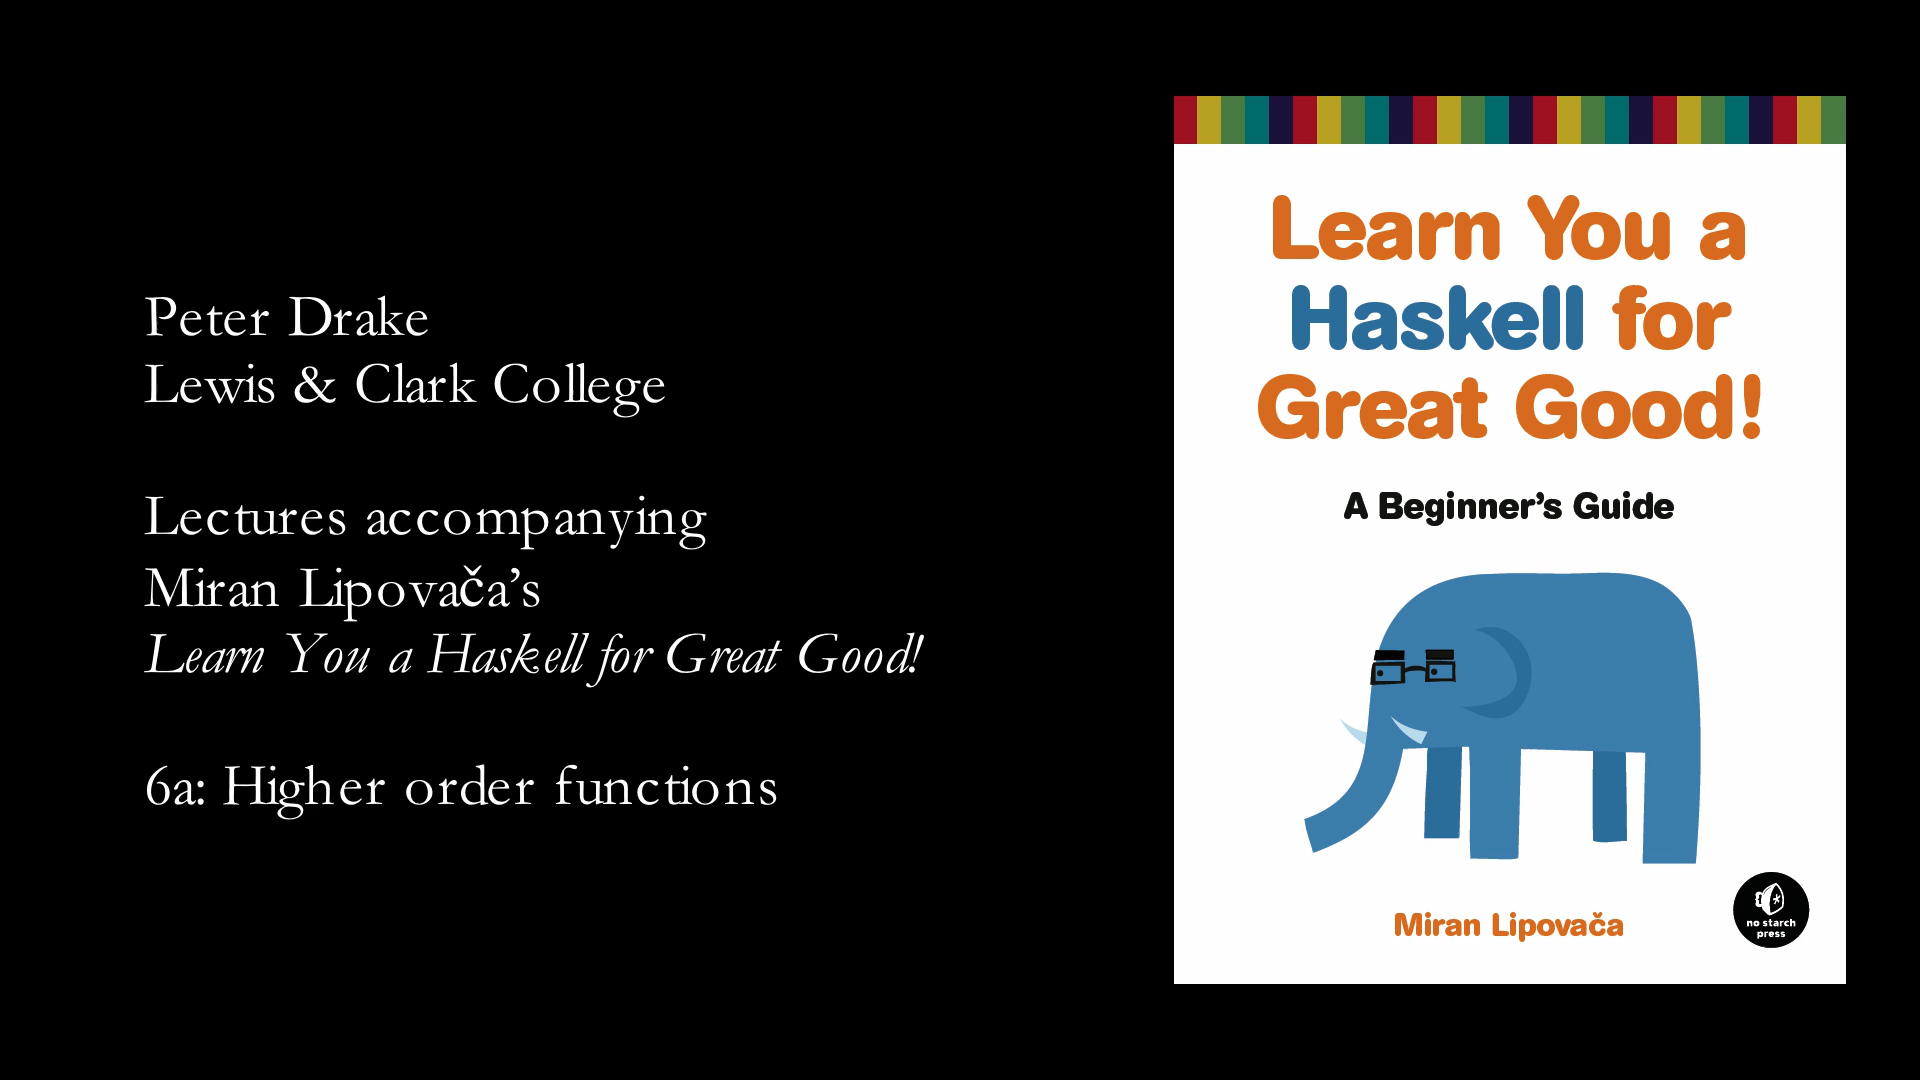 Peter Drake
Lewis & Clark College
Lectures accompanying
Miran Lipovača’s
Learn You a Haskell for Great Good!
6a: Higher order functions
Learn You a
Haskell for
Great Good!
A Beginner’s Guide
Miran Lipovača
no starch
press